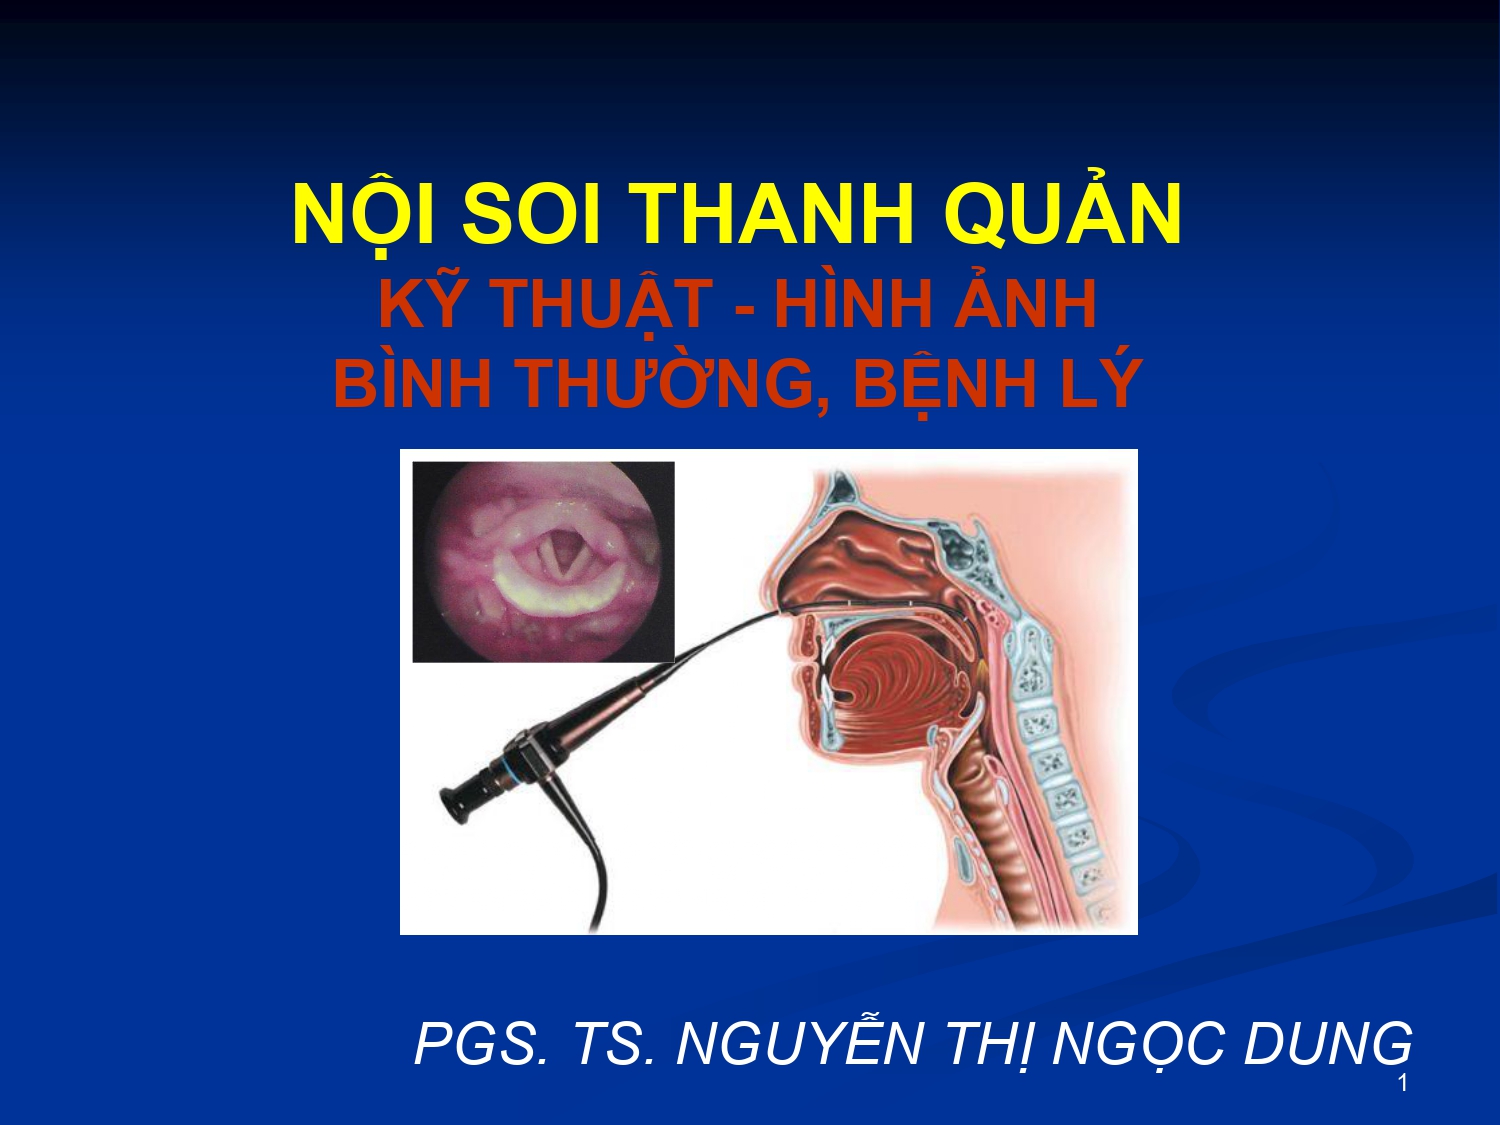 NỘI SOI THANH QUẢN
KỸ THUẬT - HÌNH ẢNH
BÌNH THƯỜNG, BỆNH LÝ
PGS. TS. NGUYỄN THỊ NGỌC DUNG
1